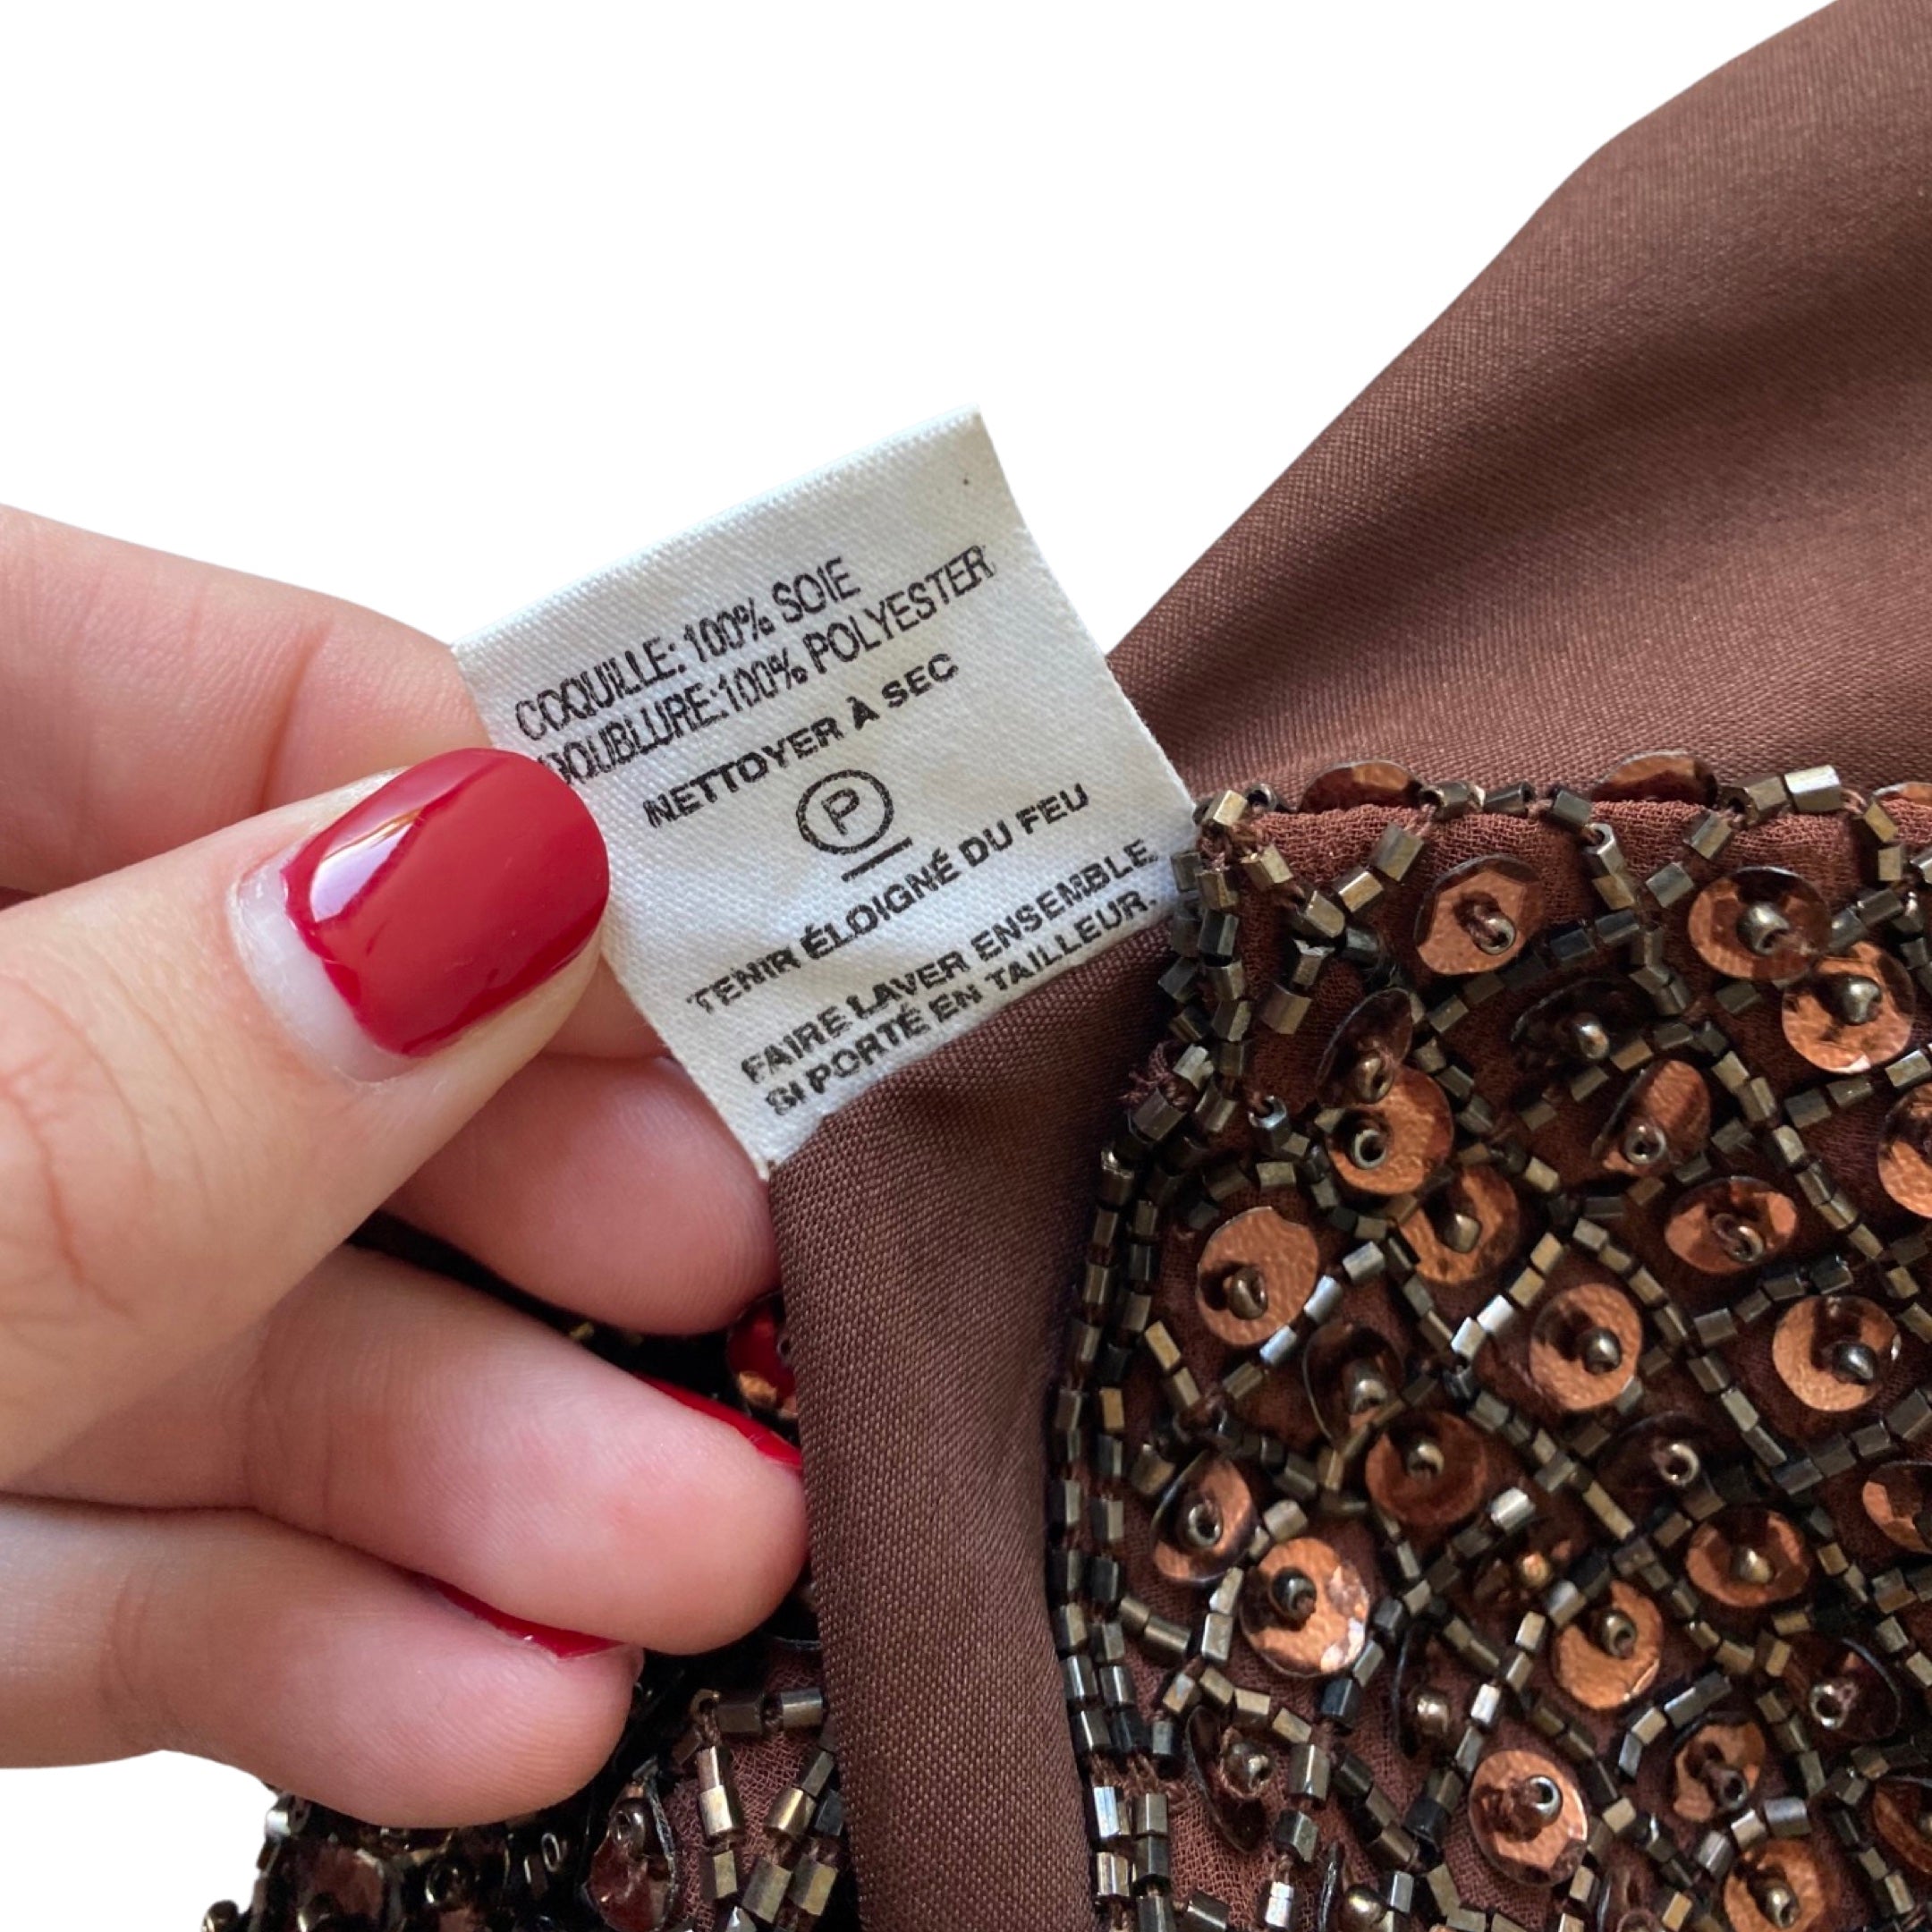 COQUILLE: 100% SOIE
DOUBLURE:100% POLYESTER
NETTOYER À SEC
P
TENIR ÉLOIGNÉ DU FEU
FAIRE LAVER ENSEMBLE
SI PORTÉ EN TAILLEUR.